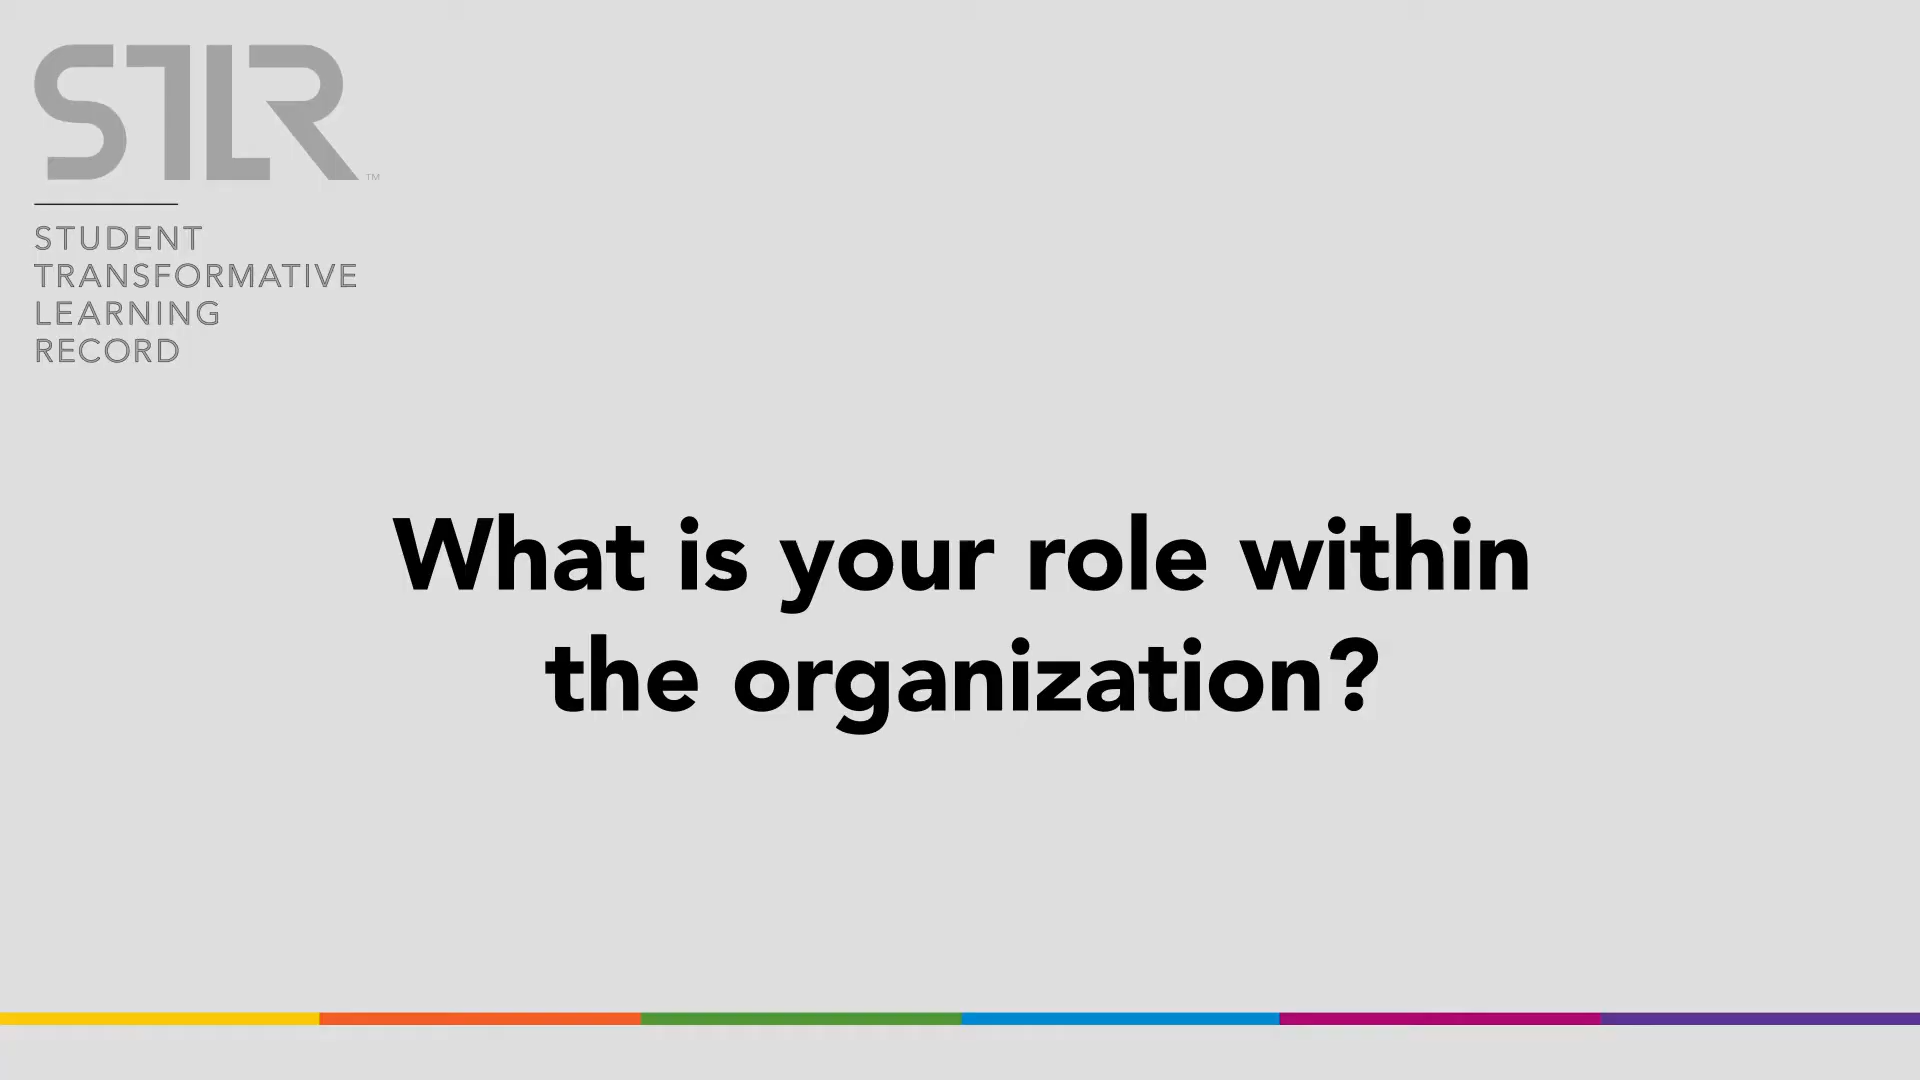 STLR™
STUDENT
TRANSFORMATIVE
LEARNING
RECORD
What is your role within
the organization?